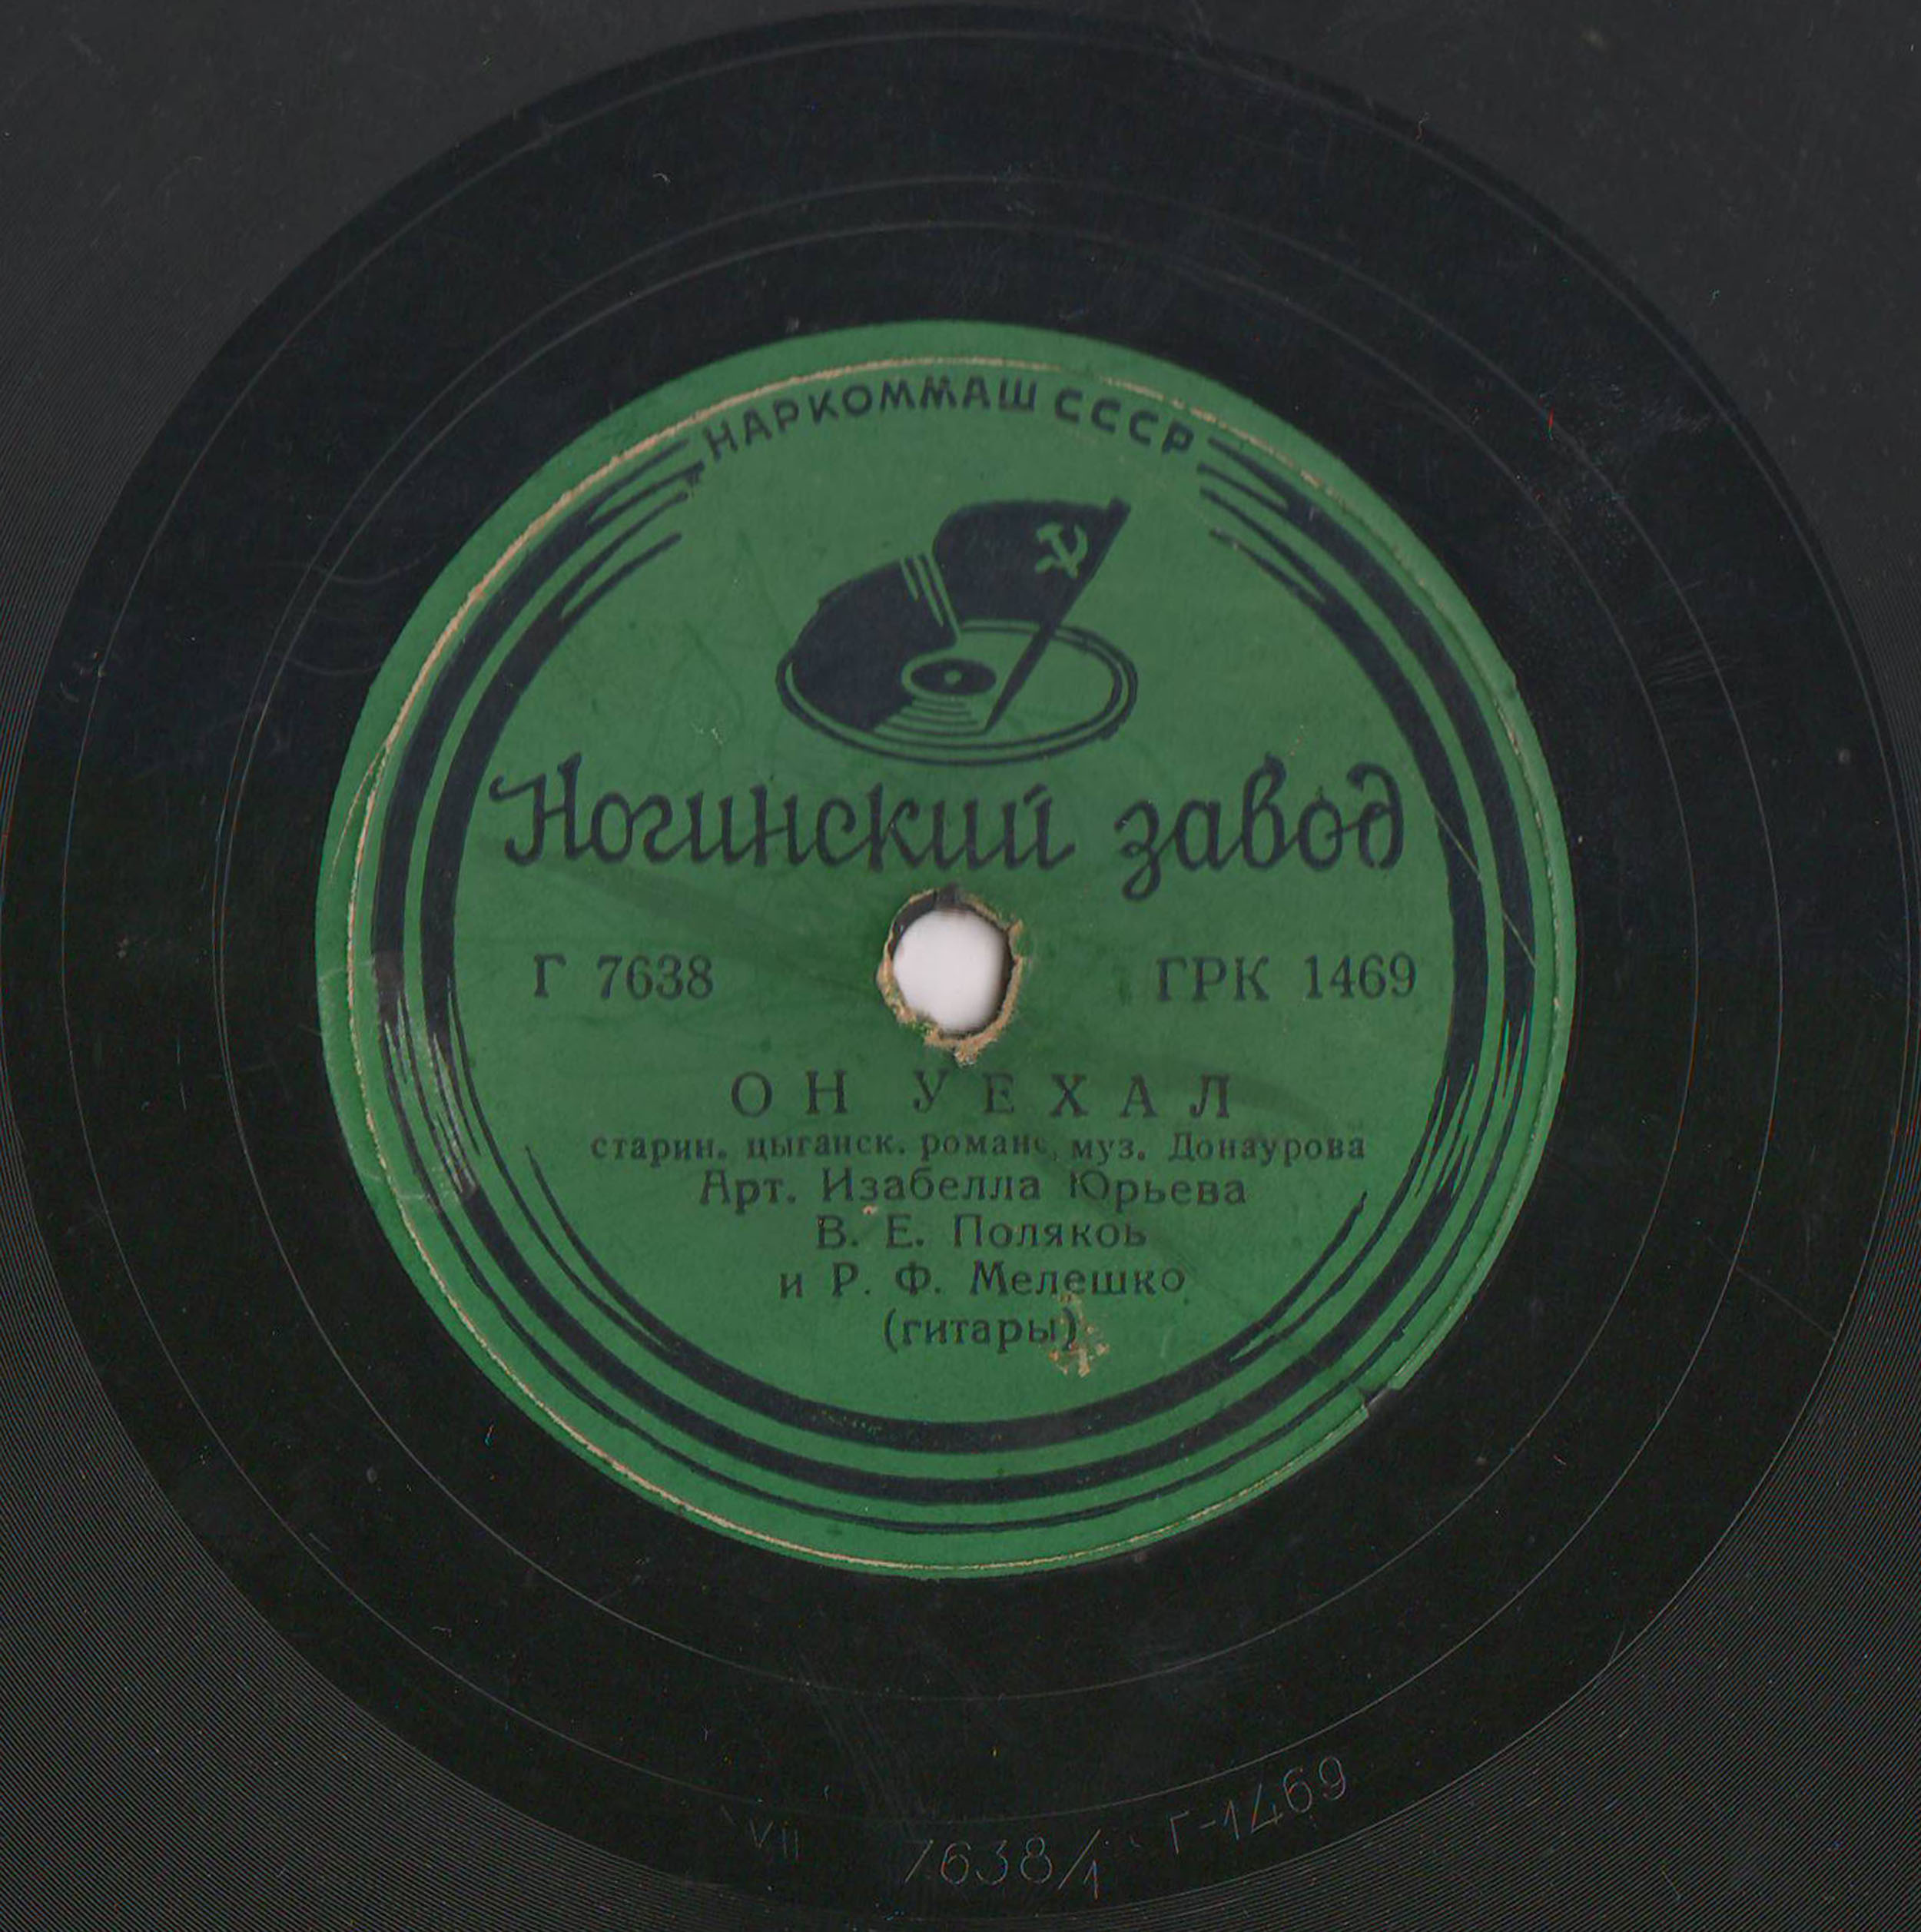 НАРКОММАШ СССР
Ногинский завод
Г 7638 ГРК 1469
ОН УЕХАЛ
старин. цыганск. романс, муз. Донаурова
Арт. Изабелла Юрьева
В. Е. Поляков
и Р. Ф. Мелешко
(гитары)
VII 7638/1 Г-1469